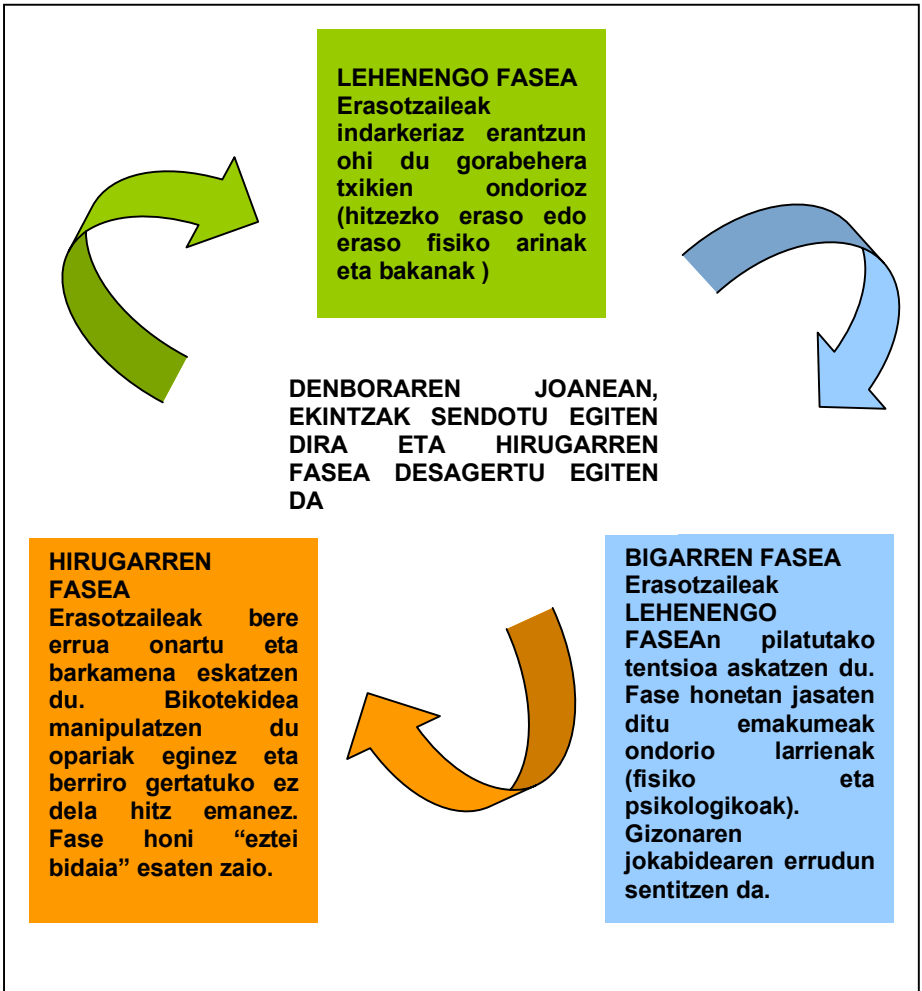 LEHENENGO FASEA
Erasotzaileak
indarkeriaz erantzun
ohi du gorabehera
txikien ondorioz
(hitzezko eraso edo
eraso fisiko arinak
eta bakanak )
DENBORAREN JOANEAN,
EKINTZAK SENDOTU EGITEN
DIRA ETA HIRUGARREN
FASEA DESAGERTU EGITEN
DA
BIGARREN FASEA
Erasotzaileak
LEHENENGO
FASEAn pilatutako
tentsioa askatzen du.
Fase honetan jasaten
ditu emakumeak
ondorio larrienak
(fisiko eta
psikologikoak).
Gizonaren
jokabidearen errudun
sentitzen da.
HIRUGARREN
FASEA
Erasotzaileak bere
errua onartu eta
barkamena eskatzen
du. Bikotekidea
manipulatzen du
opariak eginez eta
berriro gertatuko ez
dela hitz emanez.
Fase honi “eztei
bidaia” esaten zaio.